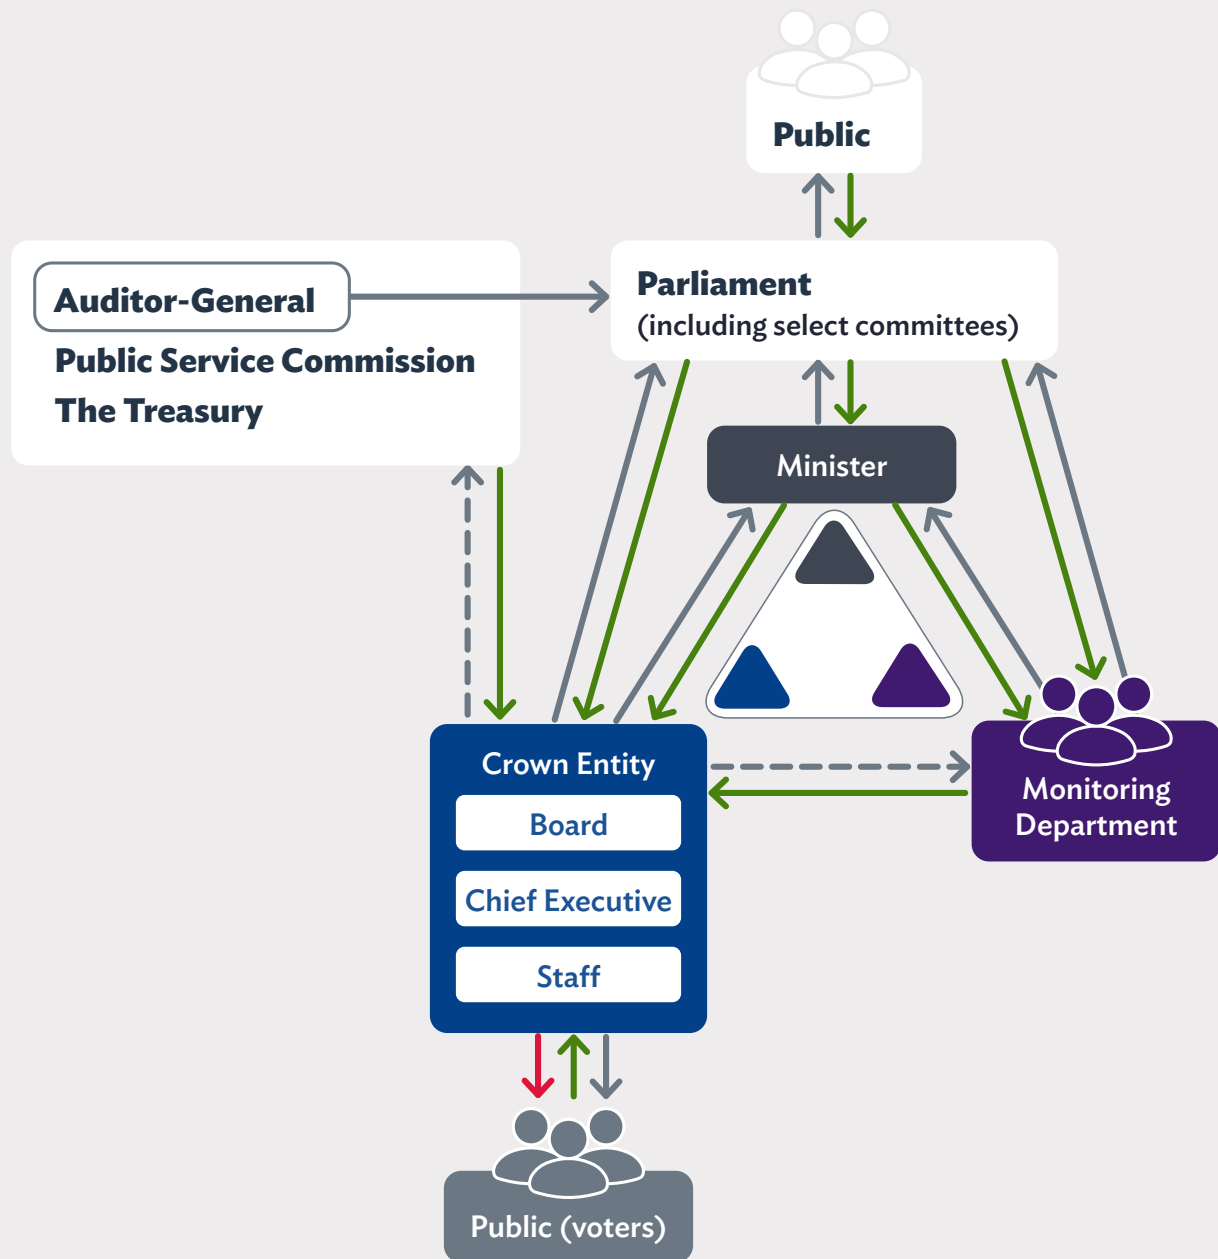 Public
Auditor-General
Public Service Commission
The Treasury
Parliament
(including select committees)
Minister
Crown Entity
Board
Chief Executive
Staff
Monitoring
Department
Public (voters)